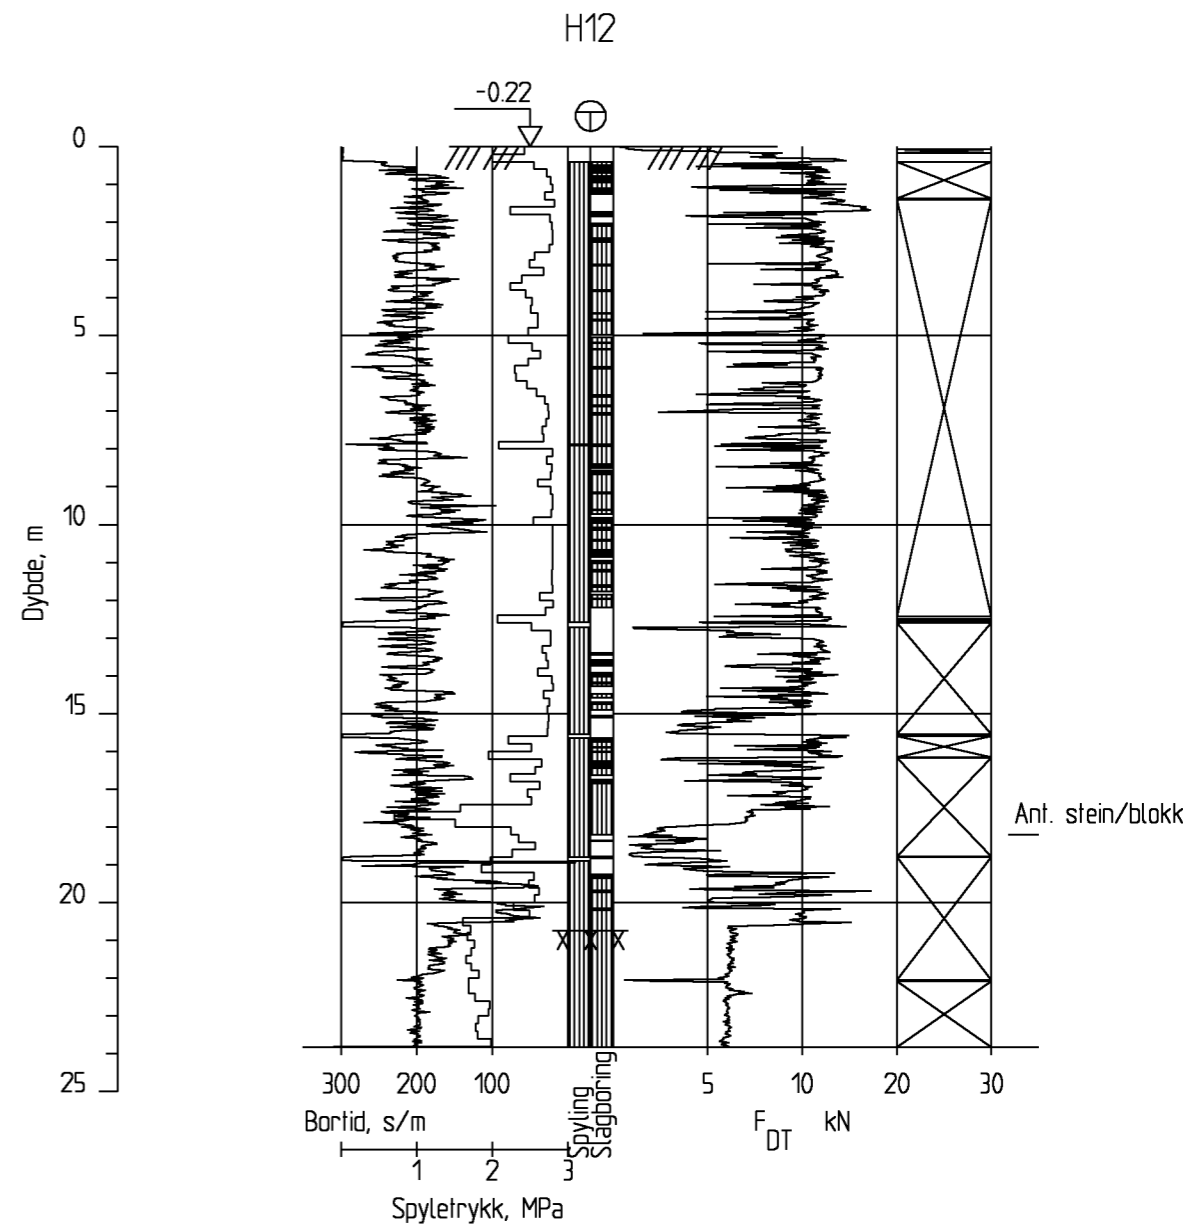 H12
-0.22
0
5
10
15
20
25
Dybde, m
Ant. stein/blokk
300 200 100
5 10 20 30
Bortid, s/m
Spyling
Slagboring
F DT kN
1 2 3
Spyletrykk, MPa